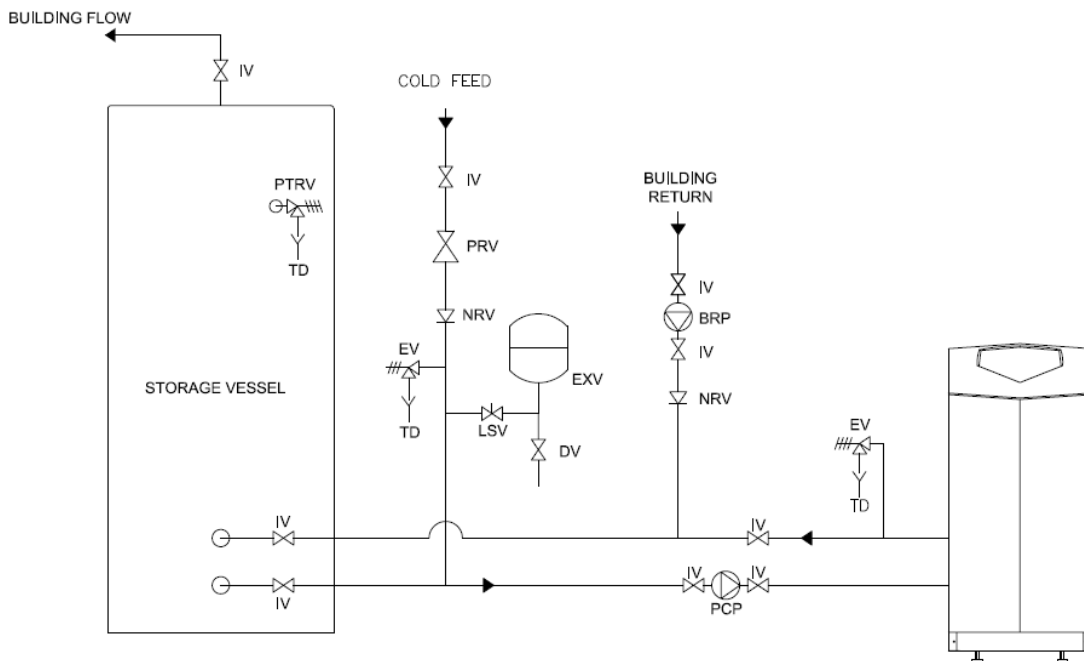 BUILDING FLOW
IV
COLD FEED
IV
PTRV
TD
PRV
BUILDING
RETURN
IV
BRP
IV
NRV
NRV
EV
TD
EXV
LSV
DV
STORAGE VESSEL
EV
TD
IV
IV
IV
IV
PCP
IV